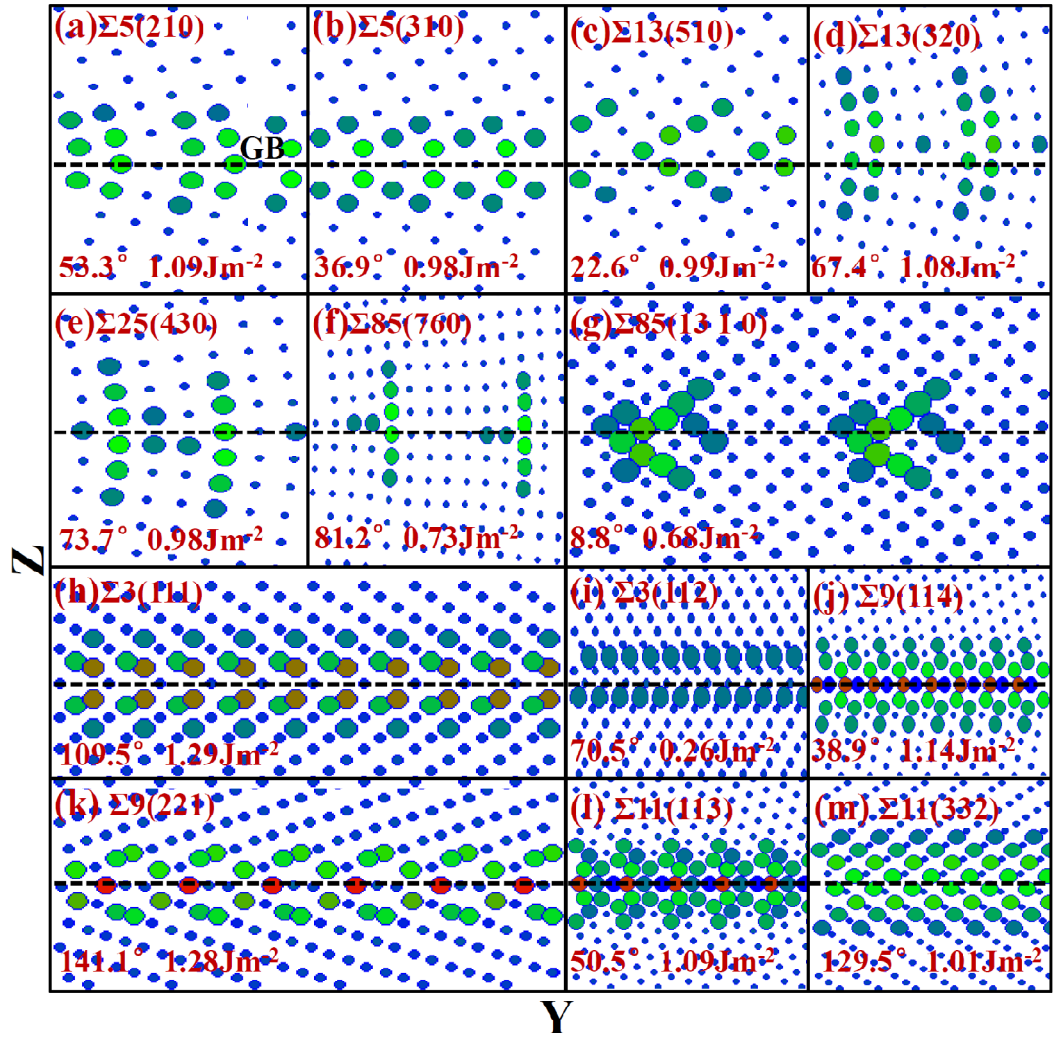 (a)Σ5(210)
(b)Σ5(310)
(c)Σ13(510)
(d)Σ13(320)
GB
53.3° 1.09Jm⁻²
36.9° 0.98Jm⁻²
22.6° 0.99Jm⁻²
67.4° 1.08Jm⁻²
(e)Σ25(430)
(f)Σ85(760)
(g)Σ85(13 1 0)
73.7° 0.98Jm⁻²
81.2° 0.73Jm⁻²
8.8° 0.68Jm⁻²
Z
(h)Σ3(111)
(i) Σ3(112)
(j) Σ9(114)
109.5° 1.29Jm⁻²
70.5° 0.26Jm⁻²
38.9° 1.14Jm⁻²
(k) Σ9(221)
(l) Σ11(113)
(m) Σ11(332)
141.1° 1.28Jm⁻²
50.5° 1.09Jm⁻²
129.5° 1.01Jm⁻²
Y